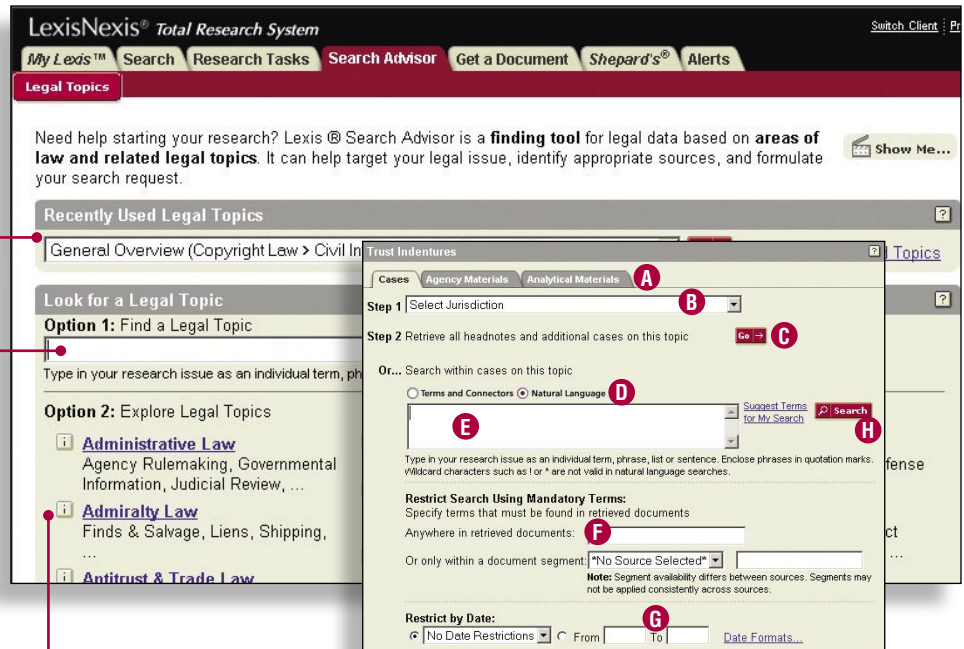 LexisNexis® Total Research System
Switch Client Pr
My Lexis™ Search Research Tasks Search Advisor Get a Document Shepard's® Alerts
Legal Topics
Need help starting your research? Lexis ® Search Advisor is a finding tool for legal data based on areas of
law and related legal topics. It can help target your legal issue, identify appropriate sources, and formulate
your search request.
Show Me...
Recently Used Legal Topics ?
General Overview (Copyright Law > Civil In
Topics
Look for a Legal Topic ?
Option 1: Find a Legal Topic
Type in your research issue as an individual term, ph
Option 2: Explore Legal Topics
i Administrative Law
Agency Rulemaking, Governmental
Information, Judicial Review, ...
fense
i Admiralty Law
Finds & Salvage, Liens, Shipping,
...
ct
...
i Antitrust & Trade Law
Trust Indentures ?
Cases Agency Materials Analytical Materials A
Step 1 Select Jurisdiction B
Step 2 Retrieve all headnotes and additional cases on this topic Go → C
Or... Search within cases on this topic
Terms and Connectors Natural Language D
E
Suggest Terms
for My Search
Search
H
Type in your research issue as an individual term, phrase, list or sentence. Enclose phrases in quotation marks.
Wildcard characters such as ! or * are not valid in natural language searches.
Restrict Search Using Mandatory Terms:
Specify terms that must be found in retrieved documents
Anywhere in retrieved documents: F
Or only within a document segment: *No Source Selected*
Note: Segment availability differs between sources. Segments may
not be applied consistently across sources.
Restrict by Date: G
No Date Restrictions From To Date Formats...